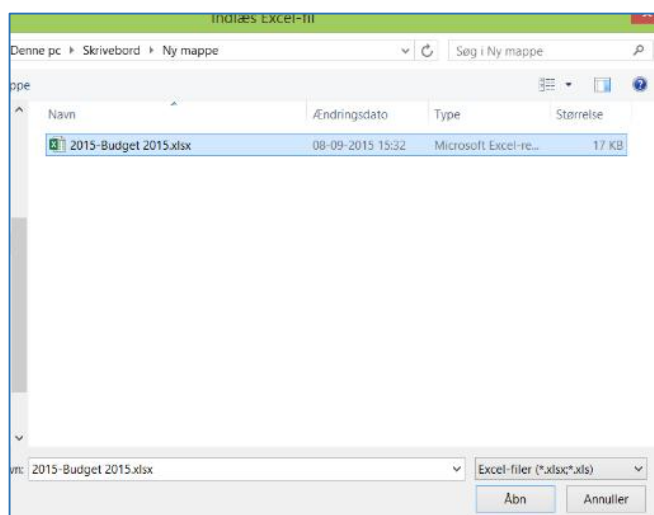 Indlæs Excel-fil
Denne pc Skrivebord Ny mappe Søg i Ny mappe
ppe
Navn Ændringsdato Type Størrelse
2015-Budget 2015.xlsx 08-09-2015 15:32 Microsoft Excel-re... 17 KB
vn: 2015-Budget 2015.xlsx Excel-filer (*.xlsx;*.xls)
Åbn Annuller